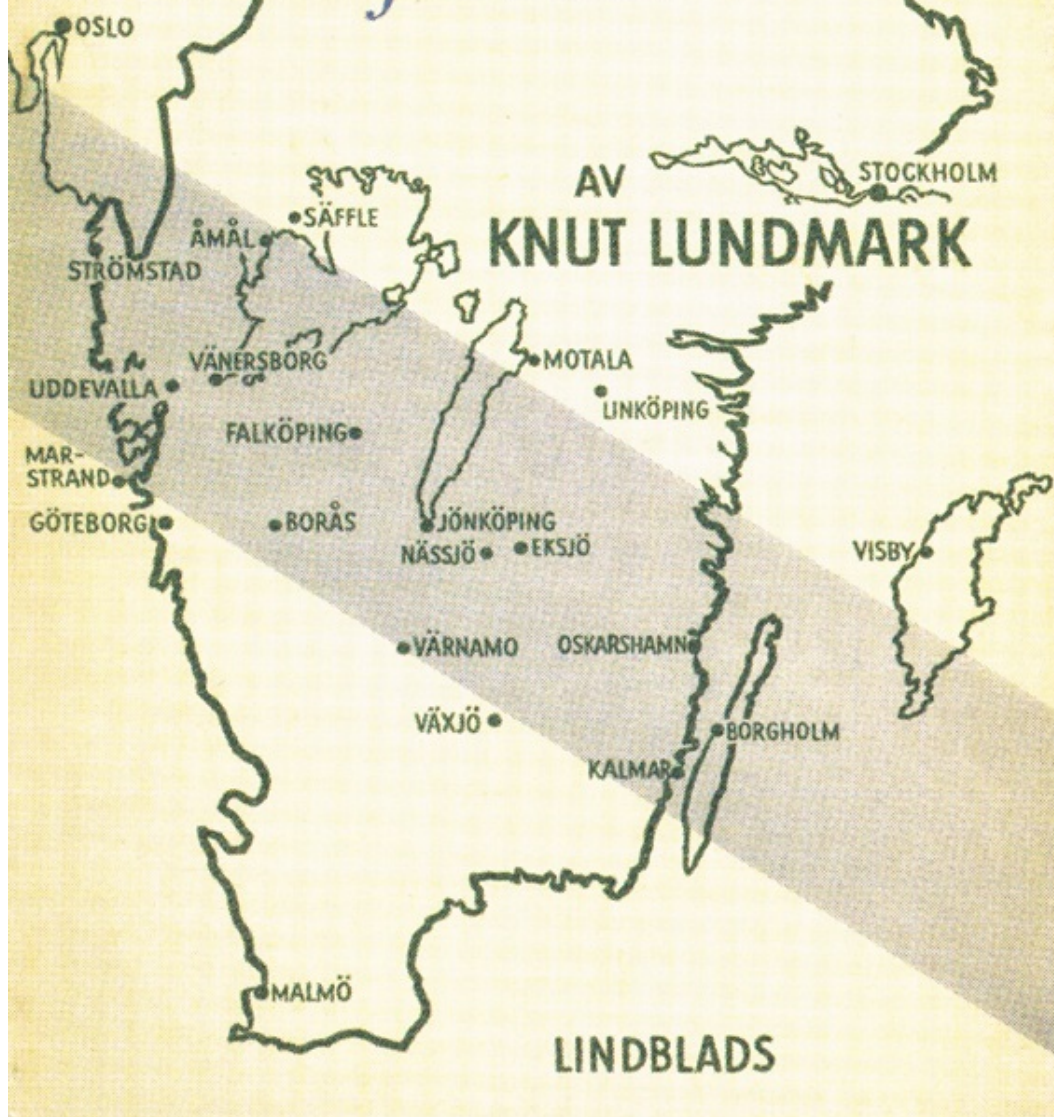 OSLO
AV
STOCKHOLM
KNUT LUNDMARK
SÄFFLE
ÅMÅL
STRÖMSTAD
VÄNERSBORG
MOTALA
UDDEVALLA
LINKÖPING
FALKÖPING
MAR-
STRAND
GÖTEBORG
BORÅS
JÖNKÖPING
NÄSSJÖ
EKSJÖ
VISBY
VÄRNAMO
OSKARSHAMN
VÄXJÖ
BORGHOLM
KALMAR
MALMÖ
LINDBLADS